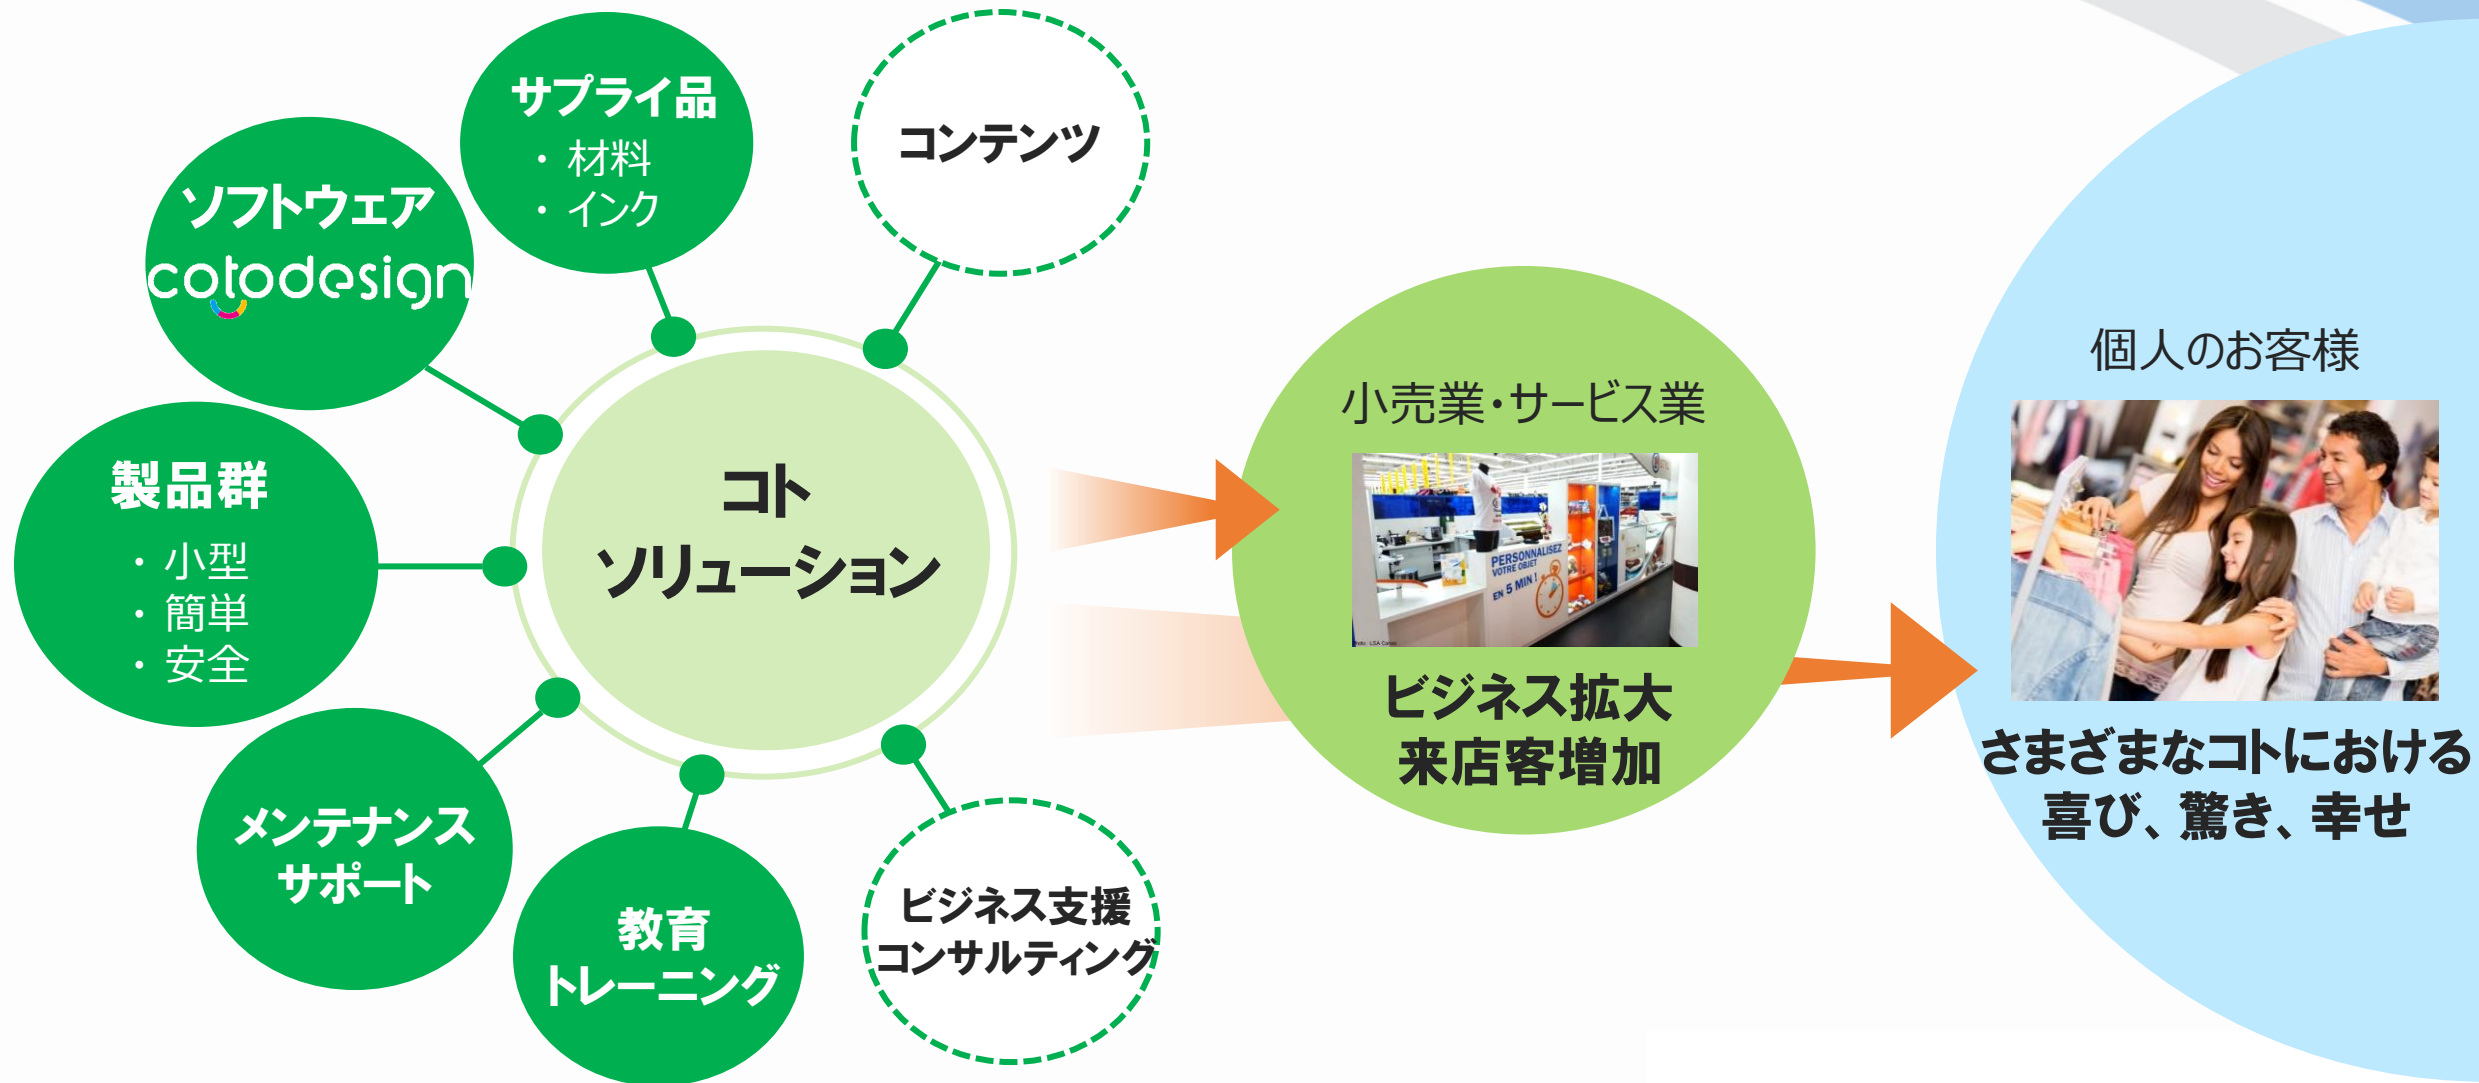 サプライ品
・材料
・インク
コンテンツ
ソフトウェア
cotodesign
製品群
・小型
・簡単
・安全
コト
ソリューション
メンテナンス
サポート
教育
トレーニング
ビジネス支援
コンサルティング
小売業・サービス業
PERSONNALISEZ
VOTRE OBJET
EN 5 MIN !
ビジネス拡大
来店客増加
個人のお客様
さまざまなコトにおける
喜び、驚き、幸せ